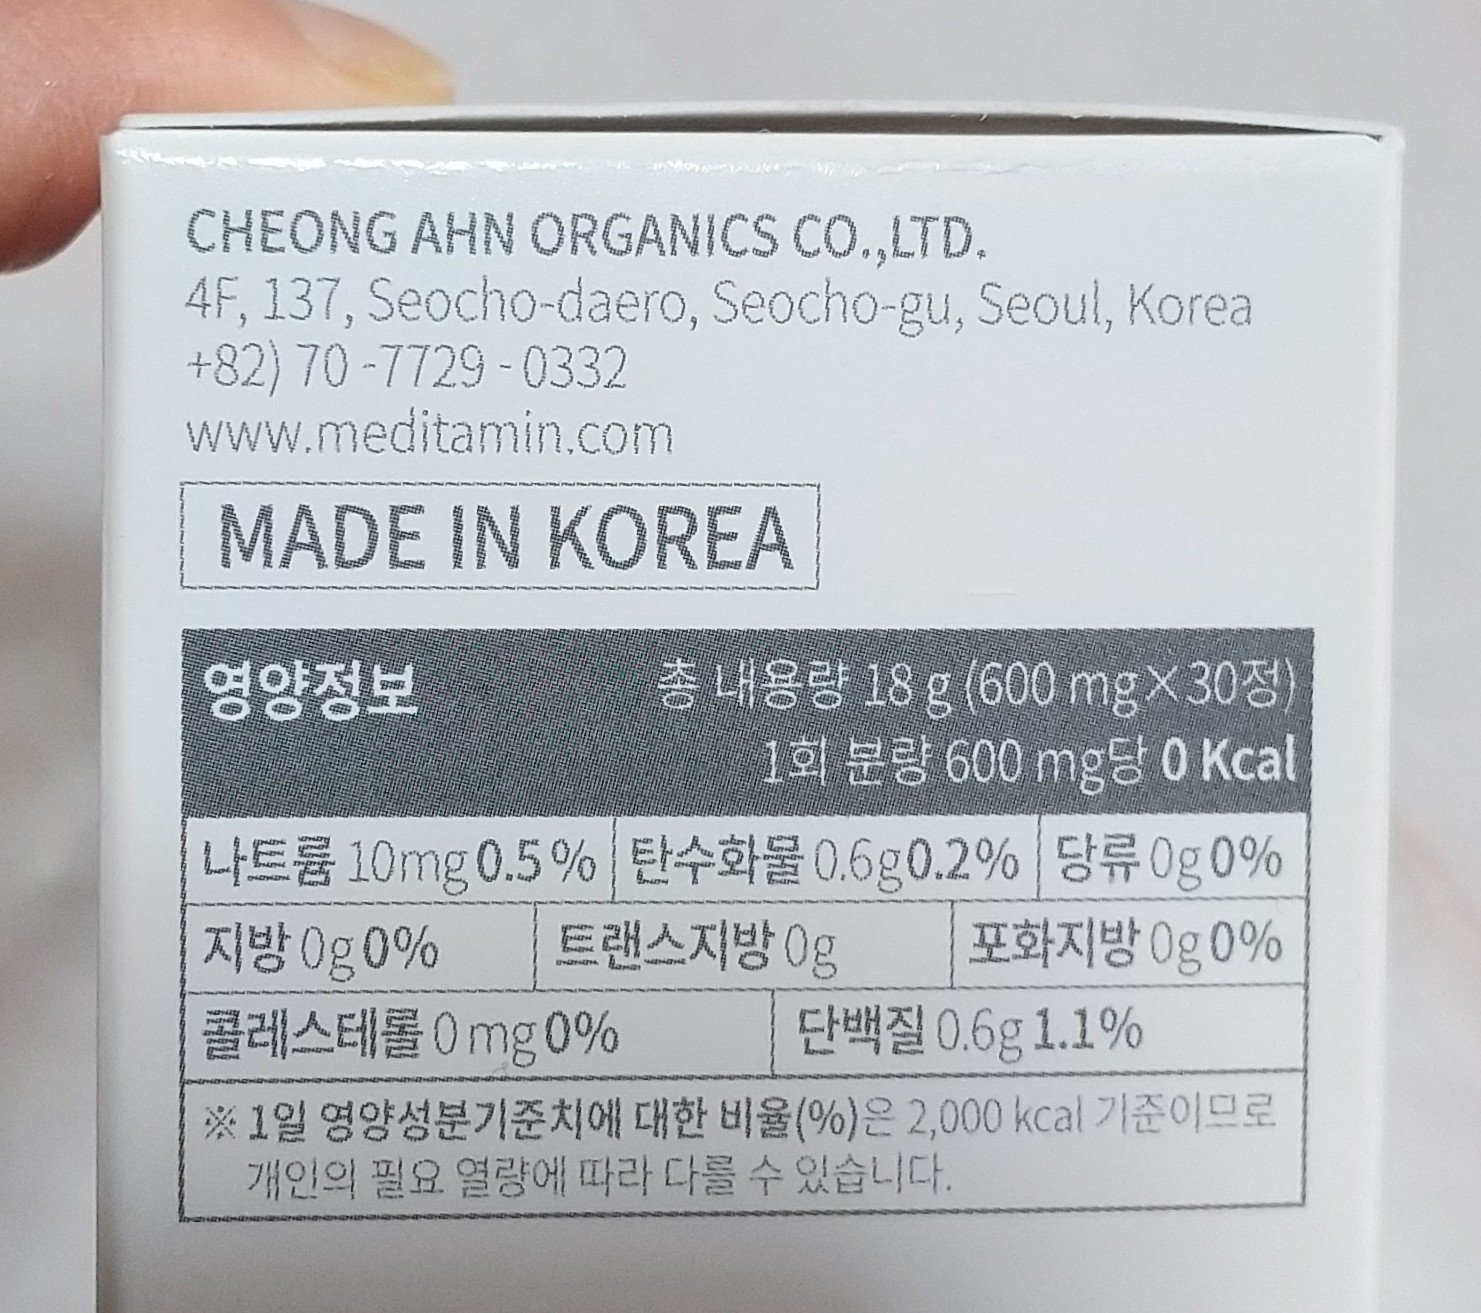 CHEONG AHN ORGANICS CO.,LTD.
4F, 137, Seocho-daero, Seocho-gu, Seoul, Korea
+82) 70 -7729 - 0332
www.meditamin.com
MADE IN KOREA
영양정보 총 내용량 18 g (600 mg×30정)
1회 분량 600 mg당 0 Kcal
나트륨 10mg 0.5% 탄수화물 0.6g 0.2% 당류 0g 0%
지방 0g 0% 트랜스지방 0g 포화지방 0g 0%
콜레스테롤 0 mg 0% 단백질 0.6g 1.1%
※ 1일 영양성분기준치에 대한 비율(%)은 2,000 kcal 기준이므로
개인의 필요 열량에 따라 다를 수 있습니다.